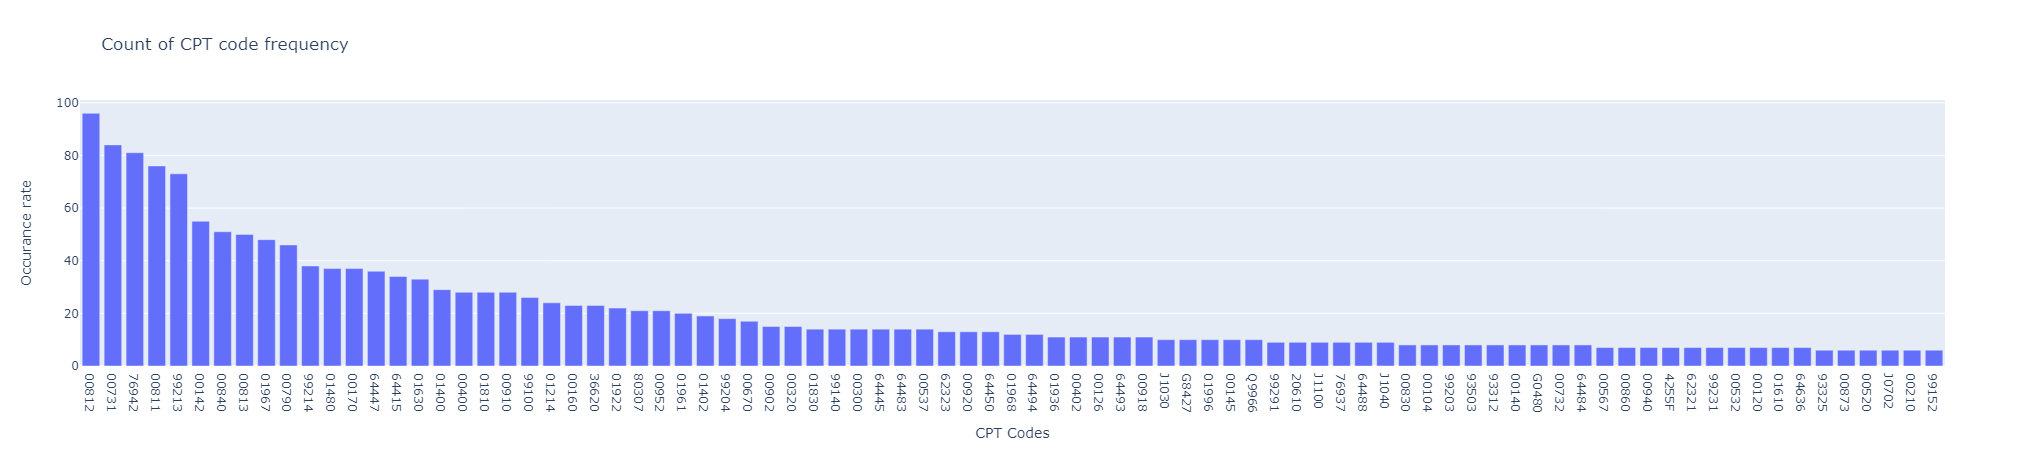 Count of CPT code frequency
100
80
60
40
20
0
Occurance rate
00812 00731 76942 00811 99213 00142 00840 00813 01967 00790 99214 01480 00170 64447 64415 01630 01400 00400 01810 00910 99100 01214 00160 36620 01922 80307 00952 01961 01402 99204 00670 00902 00320 01830 99140 00300 64445 64483 00537 62323 00920 64450 01968 64494 01936 00402 00126 64493 00918 J1030 G8427 01996 00145 Q9966 99291 20610 J1100 76937 64488 J1040 00830 00104 99203 93503 93312 00140 G0480 00732 64484 00567 00860 00940 4255F 62321 99231 00532 00120 01610 64636 93325 00873 00520 J0702 00210 99152
CPT Codes